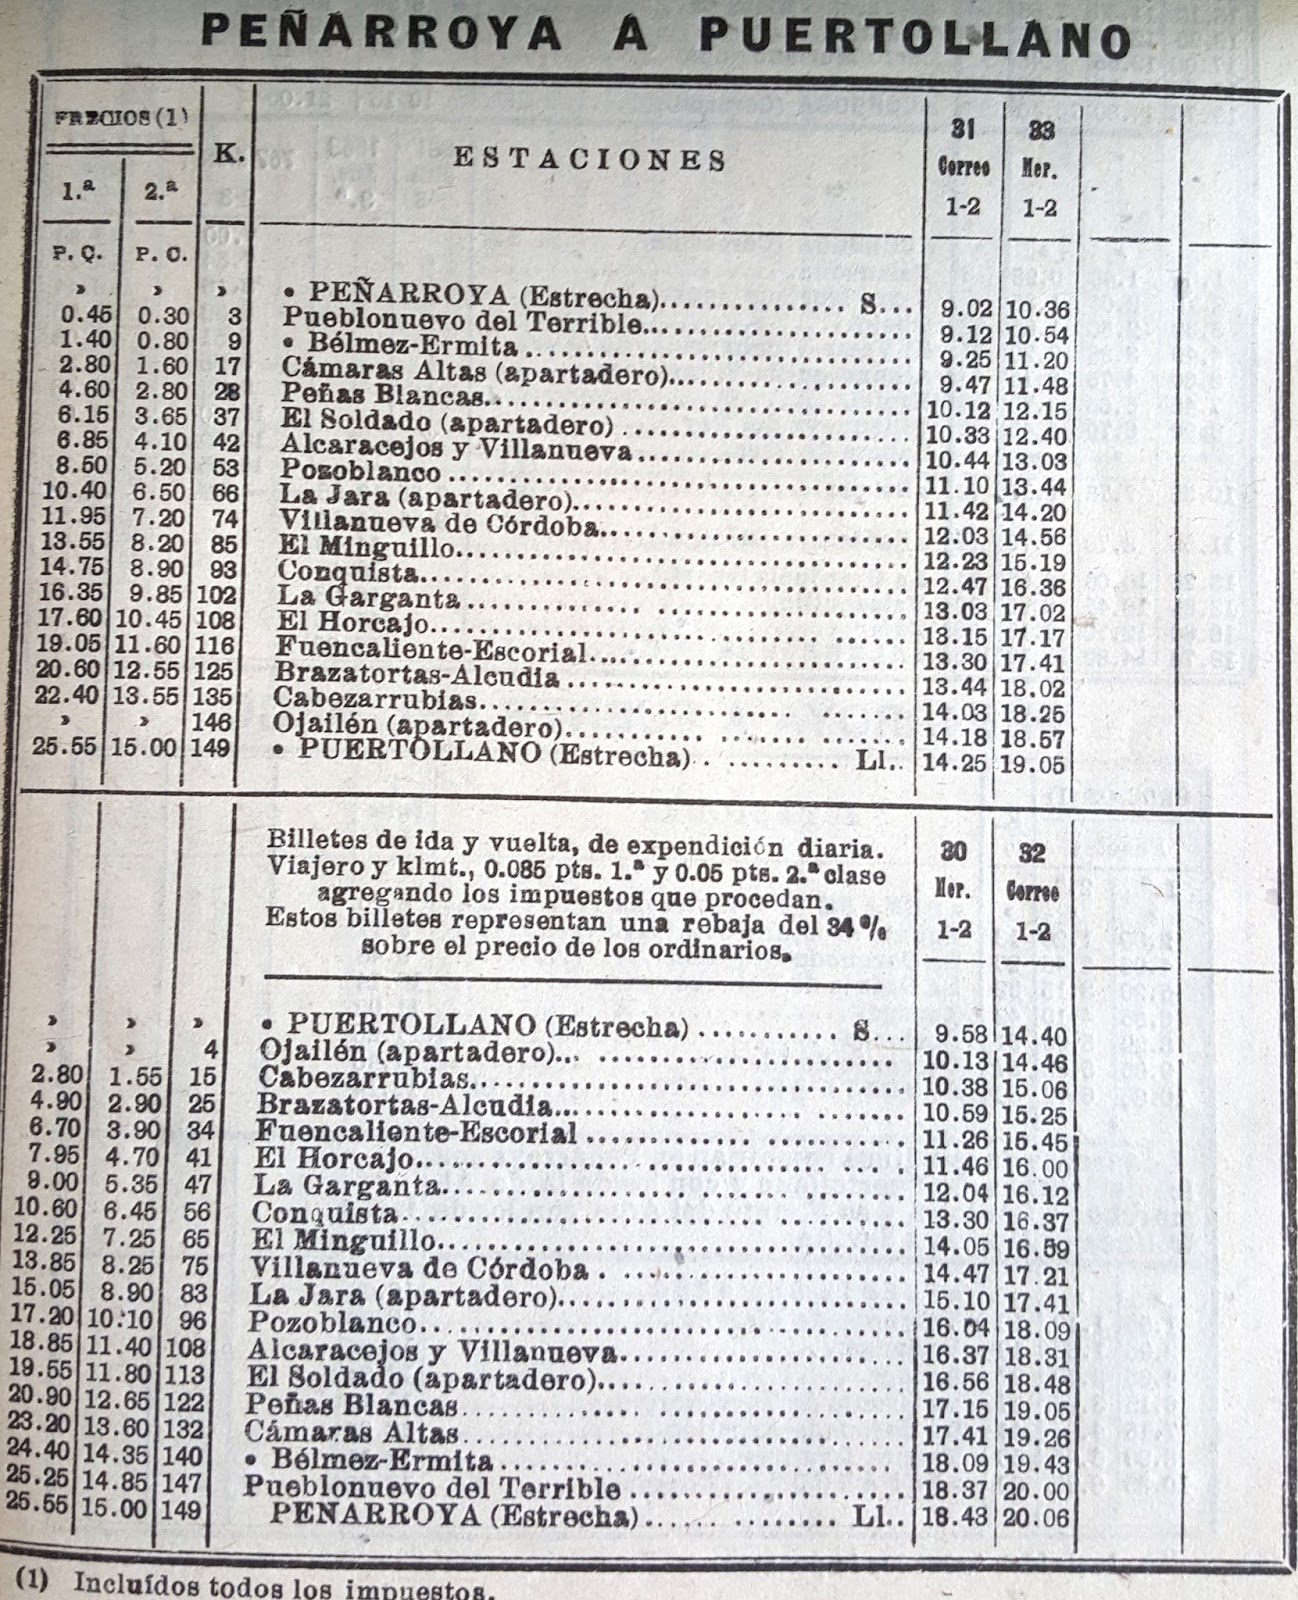 PEÑARROYA A PUERTOLLANO
PRECIOS (1) K. ESTACIONES 31 33
Correo Mer.
1.ª 2.ª 1-2 1-2
P. C. P. C.
» » » • PEÑARROYA (Estrecha) S... 9.02 10.36
0.45 0.30 3 Pueblonuevo del Terrible 9.12 10.54
1.40 0.80 9 • Bélmez-Ermita 9.25 11.20
2.80 1.60 17 Cámaras Altas (apartadero) 9.47 11.48
4.60 2.80 28 Peñas Blancas 10.12 12.15
6.15 3.65 37 El Soldado (apartadero) 10.33 12.40
6.85 4.10 42 Alcaracejos y Villanueva 10.44 13.03
8.50 5.20 53 Pozoblanco 11.10 13.44
10.40 6.50 66 La Jara (apartadero) 11.42 14.20
11.95 7.20 74 Villanueva de Córdoba 12.03 14.56
13.55 8.20 85 El Minguillo 12.23 15.19
14.75 8.90 93 Conquista 12.47 16.36
16.35 9.85 102 La Garganta 13.03 17.02
17.60 10.45 108 El Horcajo 13.15 17.17
19.05 11.60 116 Fuencaliente-Escorial 13.30 17.41
20.60 12.55 125 Brazatortas-Alcudia 13.44 18.02
22.40 13.55 135 Cabezarrubias 14.03 18.25
» » 146 Ojailén (apartadero) 14.18 18.57
25.55 15.00 149 • PUERTOLLANO (Estrecha) Ll.. 14.25 19.05
Billetes de ida y vuelta, de expendición diaria.
Viajero y klmt., 0.085 pts. 1.ª y 0.05 pts. 2.ª clase
agregando los impuestos que procedan.
Estos billetes representan una rebaja del 34 %
sobre el precio de los ordinarios.
30 32
Mer. Correo
1-2 1-2
» » » • PUERTOLLANO (Estrecha) S... 9.58 14.40
» » 4 Ojailén (apartadero) 10.13 14.46
2.80 1.55 15 Cabezarrubias 10.38 15.06
4.90 2.90 25 Brazatortas-Alcudia 10.59 15.25
6.70 3.90 34 Fuencaliente-Escorial 11.26 15.45
7.95 4.70 41 El Horcajo 11.46 16.00
9.00 5.35 47 La Garganta 12.04 16.12
10.60 6.45 56 Conquista 13.30 16.37
12.25 7.25 65 El Minguillo 14.05 16.59
13.85 8.25 75 Villanueva de Córdoba 14.47 17.21
15.05 8.90 83 La Jara (apartadero) 15.10 17.41
17.20 10.10 96 Pozoblanco 16.04 18.09
18.85 11.40 108 Alcaracejos y Villanueva 16.37 18.31
19.55 11.80 113 El Soldado (apartadero) 16.56 18.48
20.90 12.65 122 Peñas Blancas 17.15 19.05
23.20 13.60 132 Cámaras Altas 17.41 19.26
24.40 14.35 140 • Bélmez-Ermita 18.09 19.43
25.25 14.85 147 Pueblonuevo del Terrible 18.37 20.00
25.55 15.00 149 PEÑARROYA (Estrecha) Ll.. 18.43 20.06
(1) Incluídos todos los impuestos.